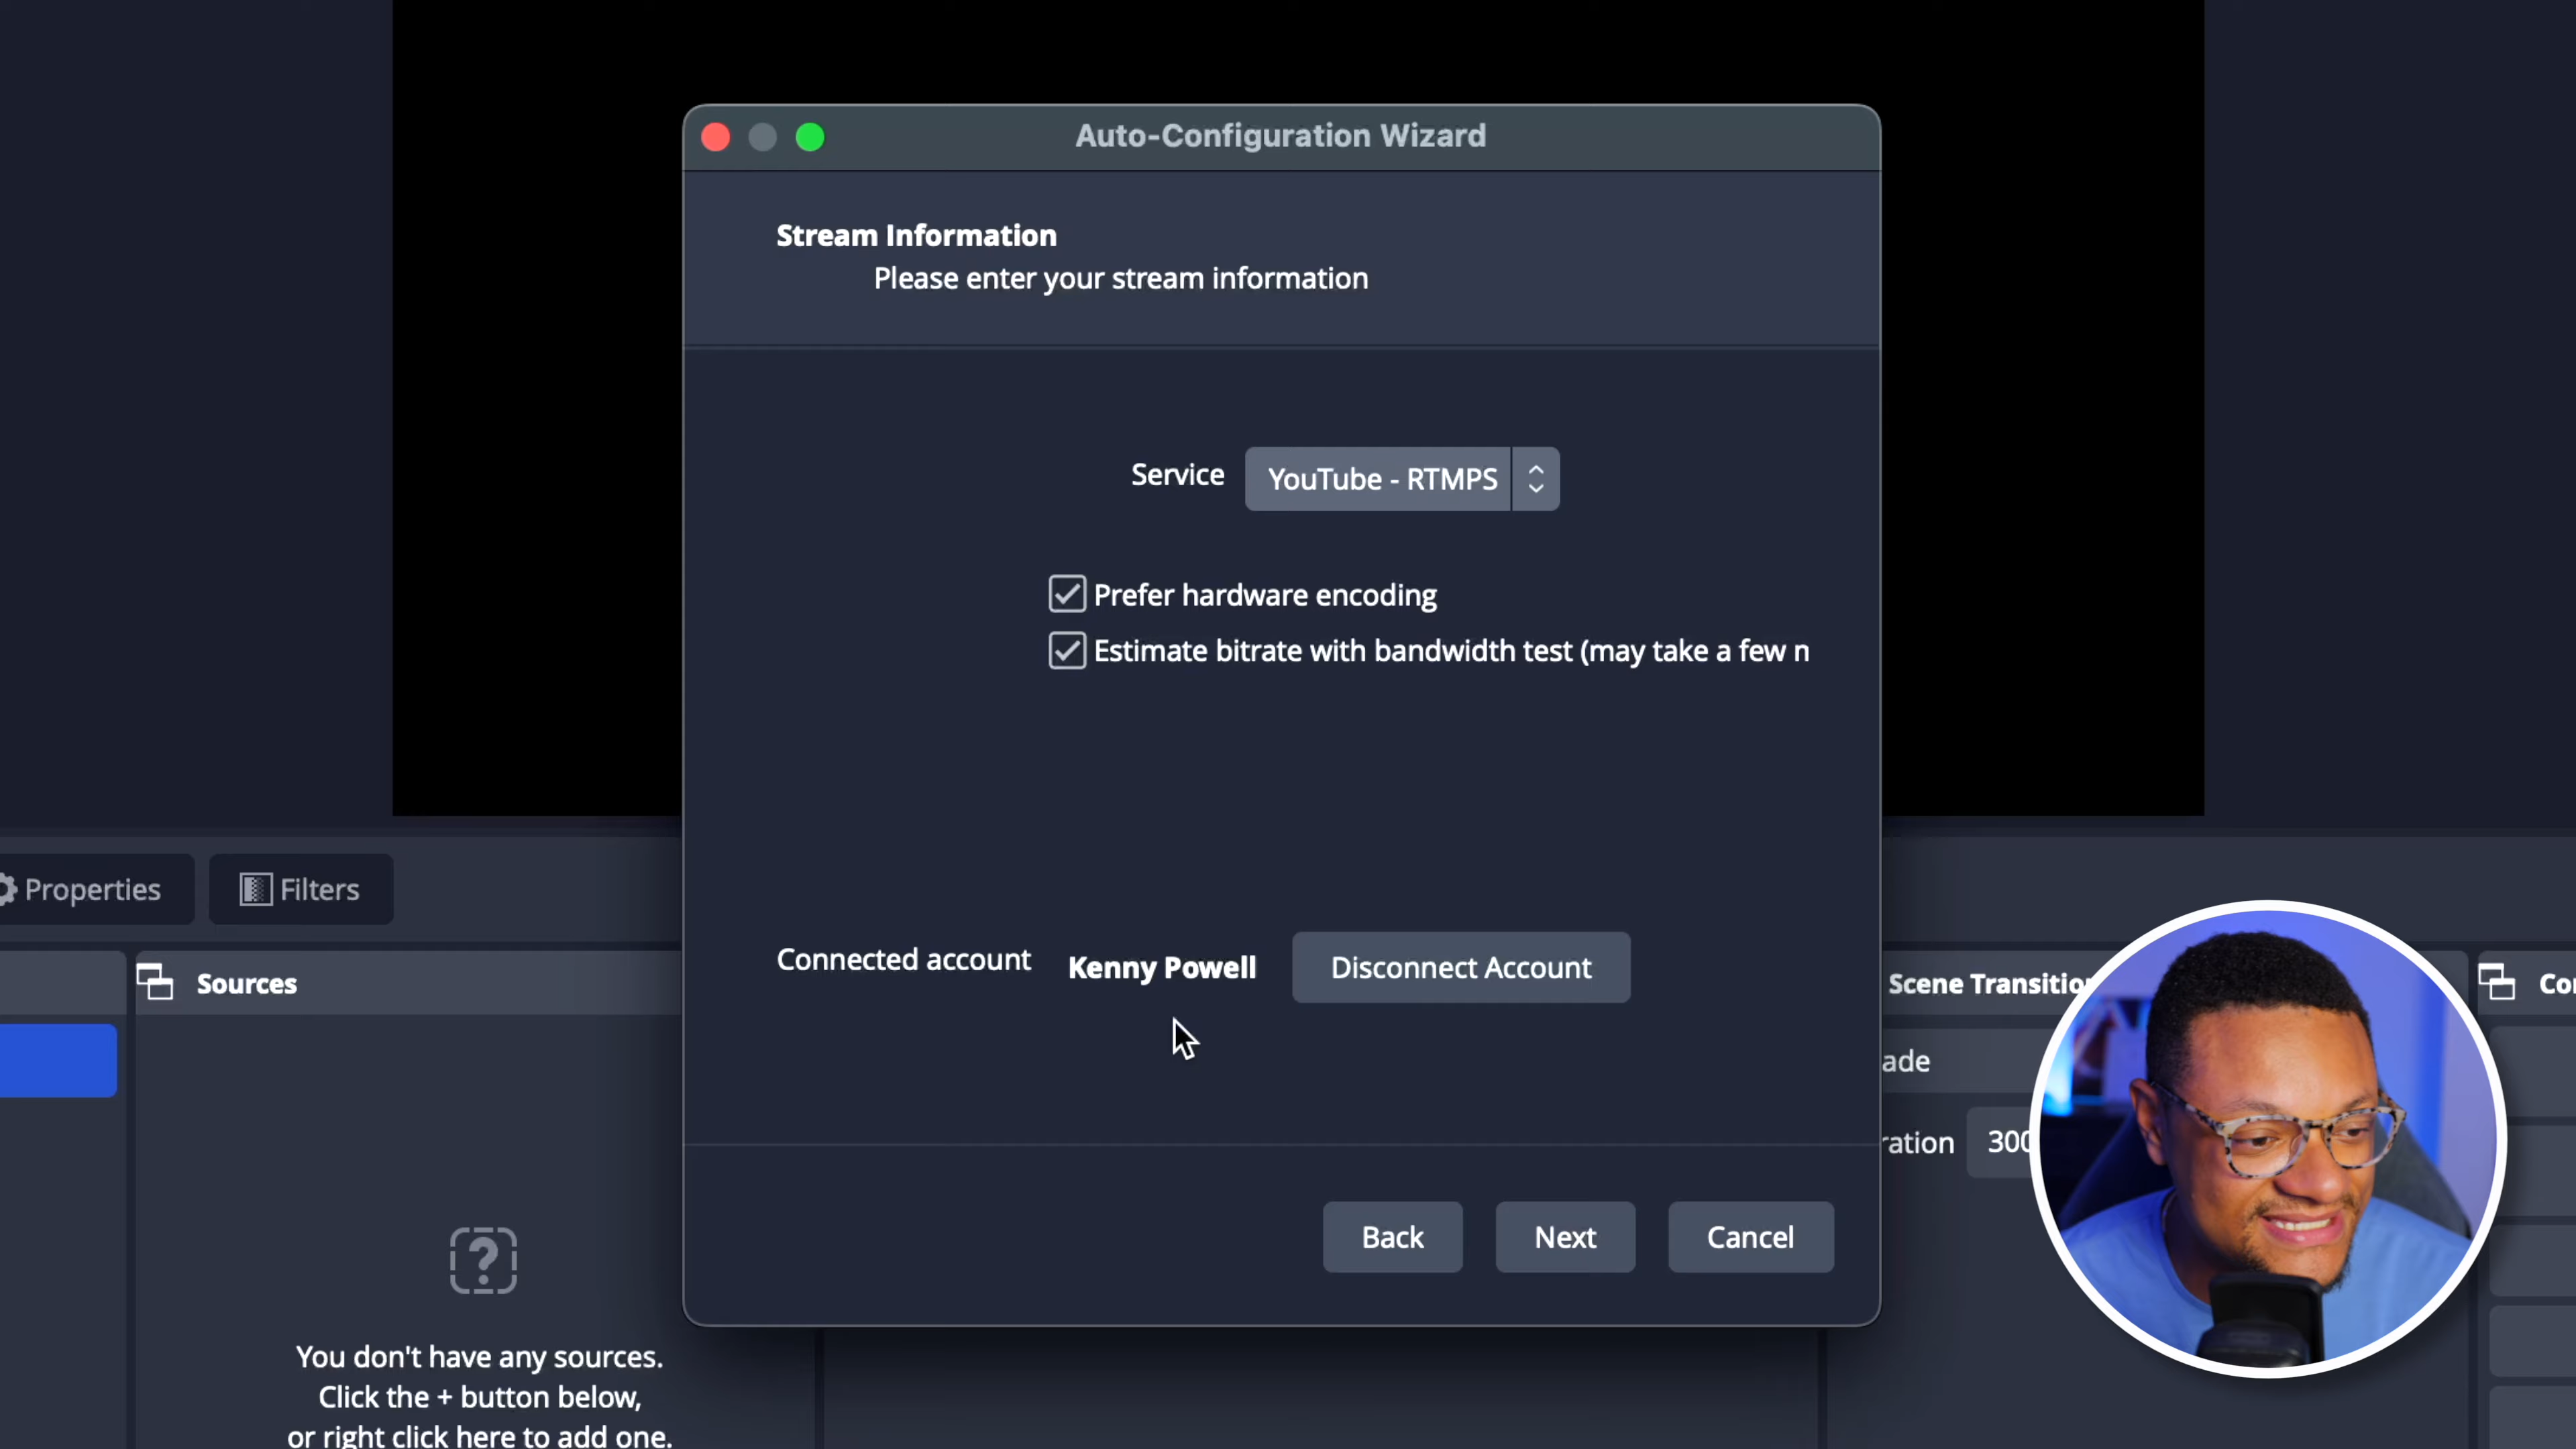 Auto-Configuration Wizard
Stream Information
Please enter your stream information
Service YouTube - RTMPS
Prefer hardware encoding
Estimate bitrate with bandwidth test (may take a few n
Properties Filters
Connected account Kenny Powell Disconnect Account
Sources
Scene Transition
Cor
ade
ration 300
Back Next Cancel
You don't have any sources.
Click the + button below,
or right click here to add one.